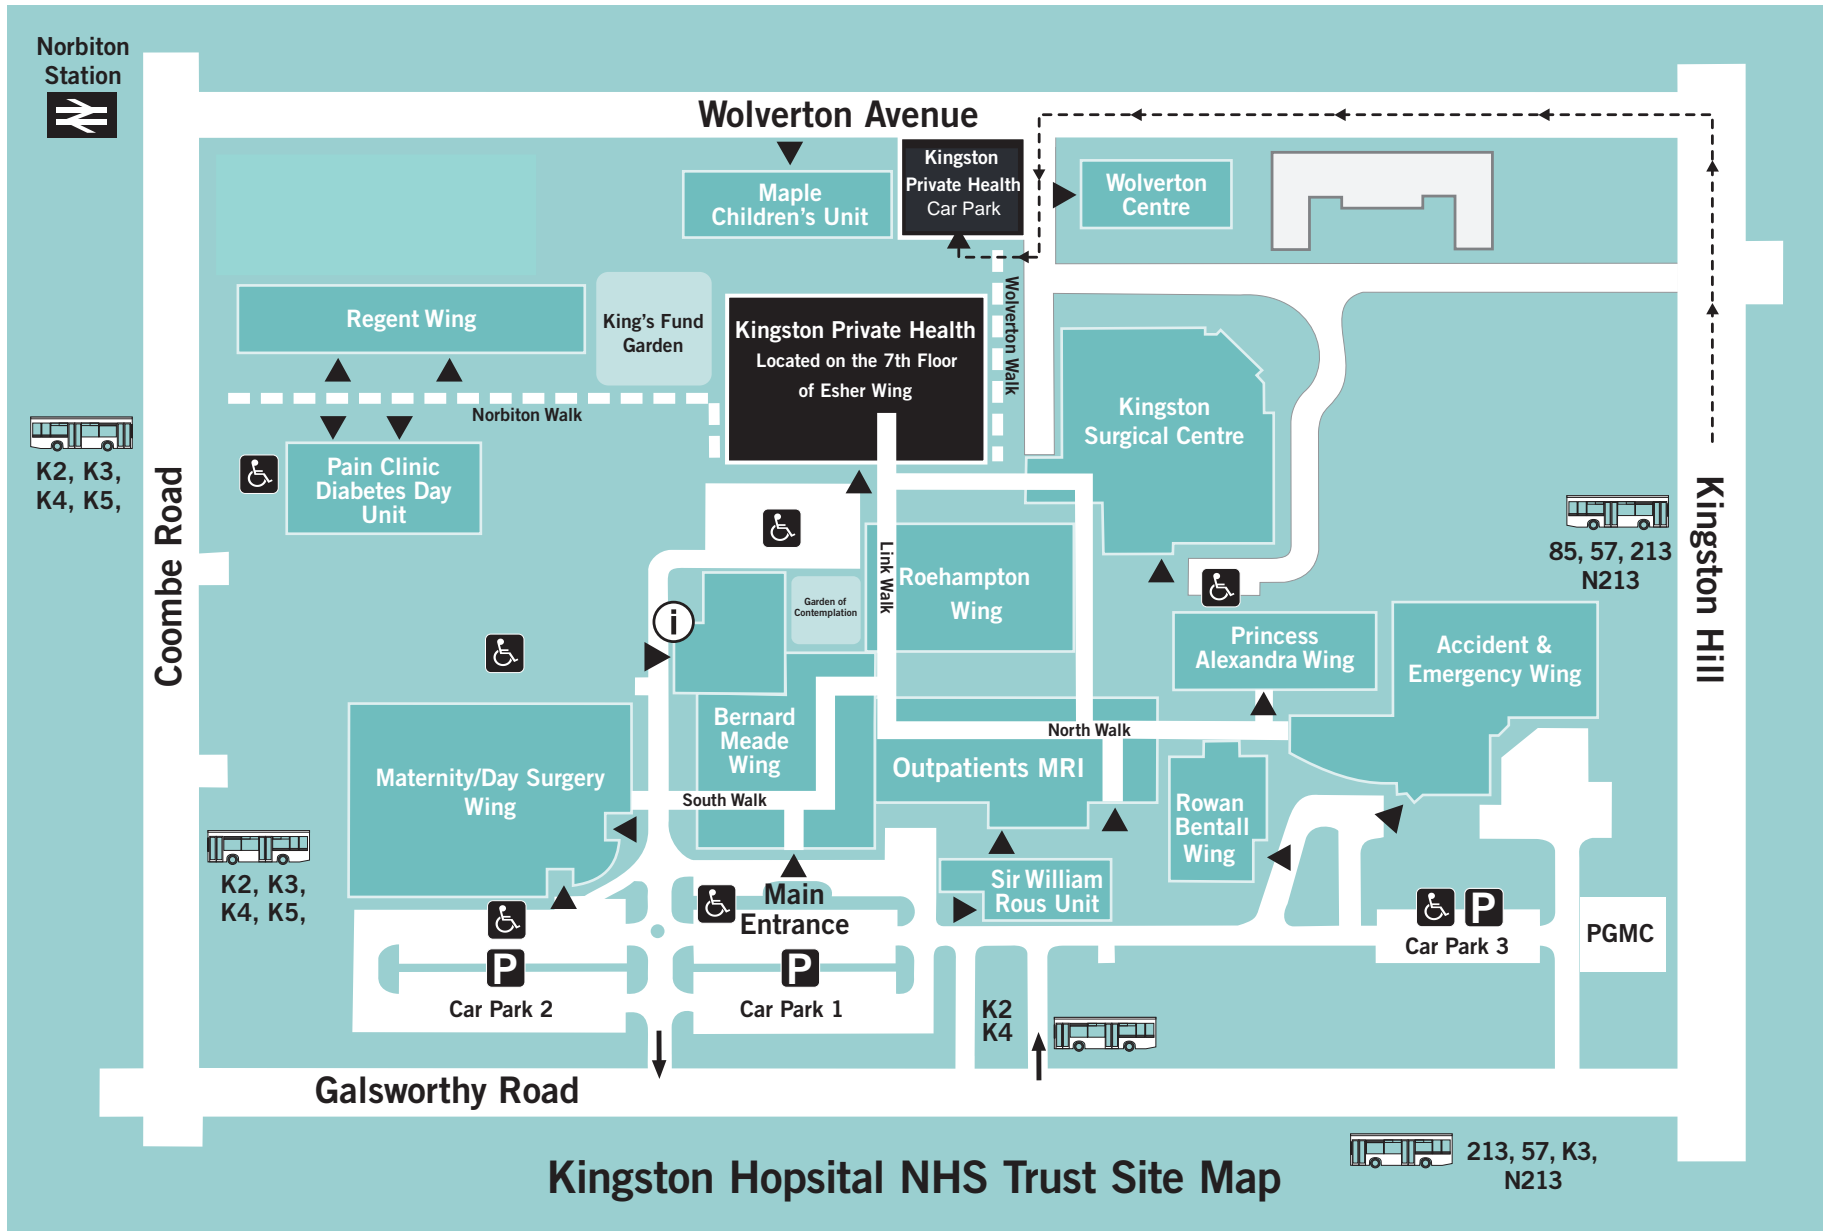 Norbiton
Station
Wolverton Avenue
Kingston
Private Health
Car Park
Maple
Children's Unit
Wolverton
Centre
Regent Wing
King's Fund
Garden
Kingston Private Health
Located on the 7th Floor
of Esher Wing
Wolverton Walk
Norbiton Walk
Kingston
Surgical Centre
K2, K3,
K4, K5,
Pain Clinic
Diabetes Day
Unit
Coombe Road
Kingston Hill
85, 57, 213
N213
Link Walk
Roehampton
Wing
Garden of
Contemplation
i
Princess
Alexandra Wing
Accident &
Emergency Wing
Bernard
Meade
Wing
North Walk
Outpatients MRI
Maternity/Day Surgery
Wing
South Walk
Rowan
Bentall
Wing
K2, K3,
K4, K5,
Sir William
Rous Unit
Main
Entrance
P
Car Park 3
PGMC
P
Car Park 2
P
Car Park 1
K2
K4
Galsworthy Road
213, 57, K3,
N213
Kingston Hopsital NHS Trust Site Map